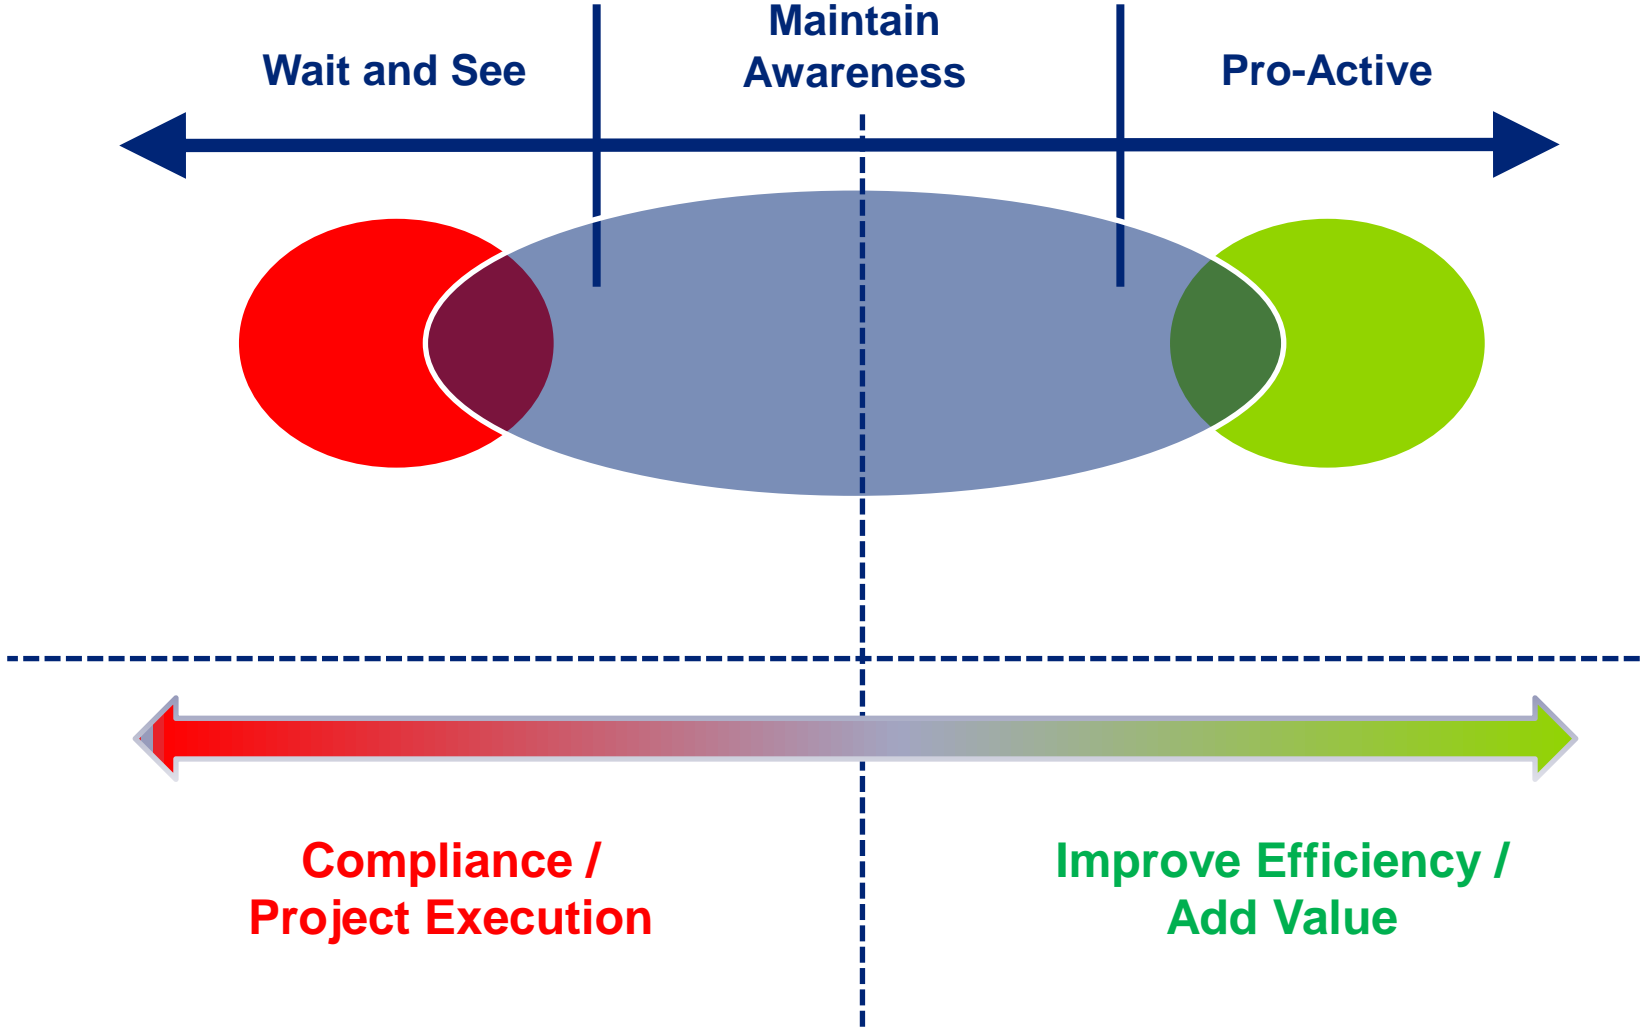 Maintain
Wait and See
Awareness
Pro-Active
Compliance /
Project Execution
Improve Efficiency /
Add Value